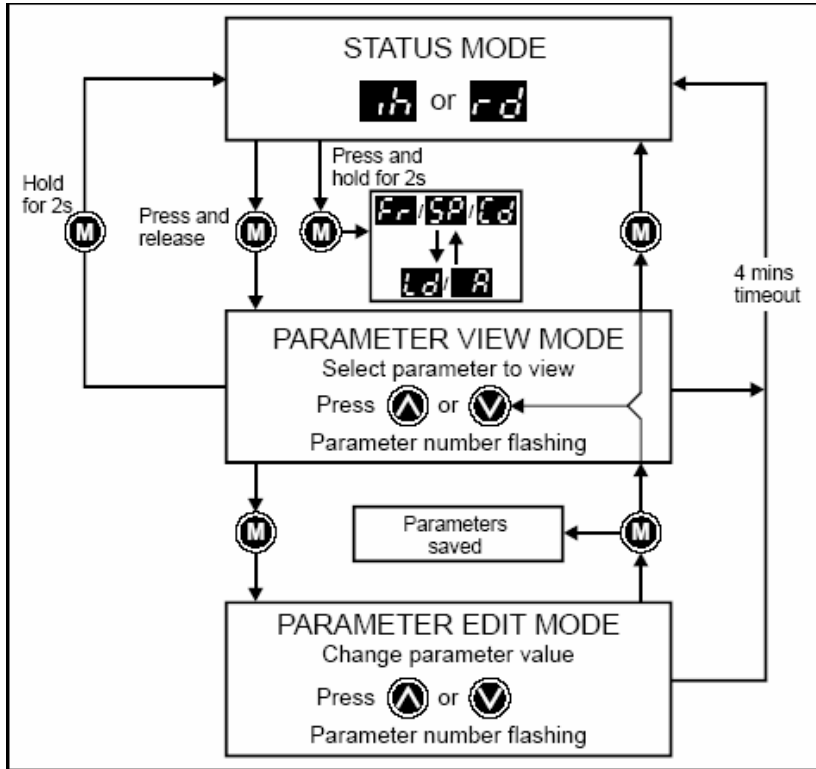 STATUS MODE
ih or rd
Hold
for 2s
M
Press and
release
M
Press and
hold for 2s
M
Fr/SP/Cd
Ld/ A
M
4 mins
timeout
PARAMETER VIEW MODE
Select parameter to view
Press or
Parameter number flashing
M
Parameters
saved
M
PARAMETER EDIT MODE
Change parameter value
Press or
Parameter number flashing